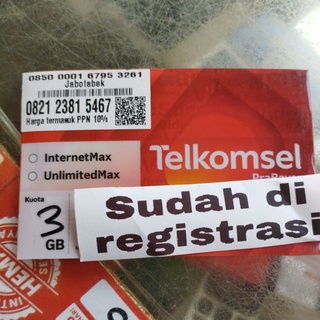 0850 0001 6795 3261
Jabotabek
0821 2381 5467
Harga termasuk PPN 10%
InternetMax
UnlimitedMax
Telkomsel
Kuota
3
GB
Sudah di
registrasi